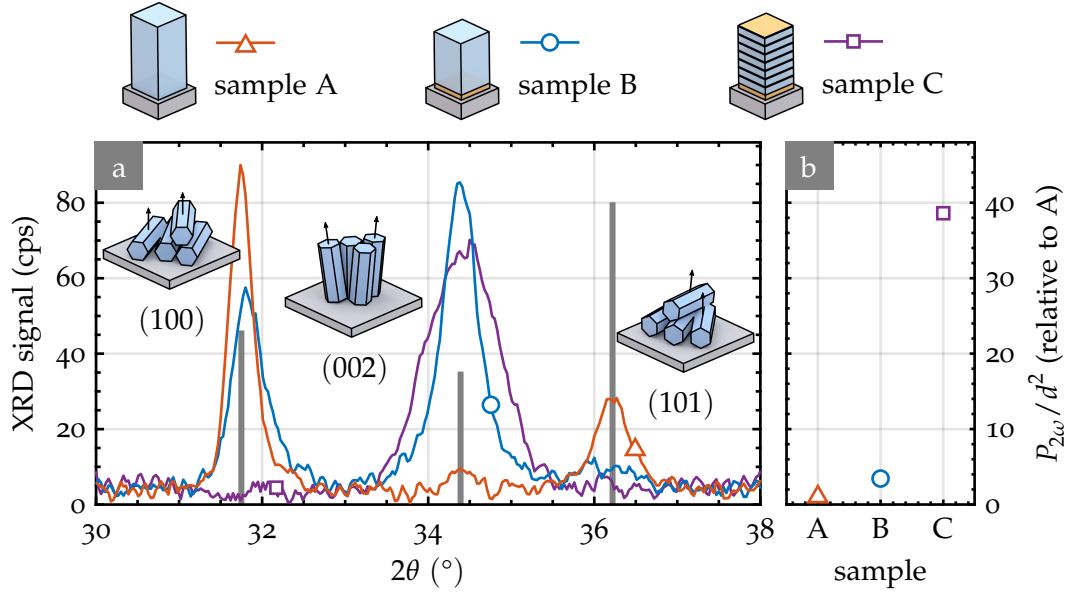 sample A
sample B
sample C
a
b
XRD signal (cps)
80
60
40
20
0
(100)
(002)
(101)
30
32
34
36
38
2θ (°)
40
30
20
10
0
P2ω/d² (relative to A)
A
B
C
sample